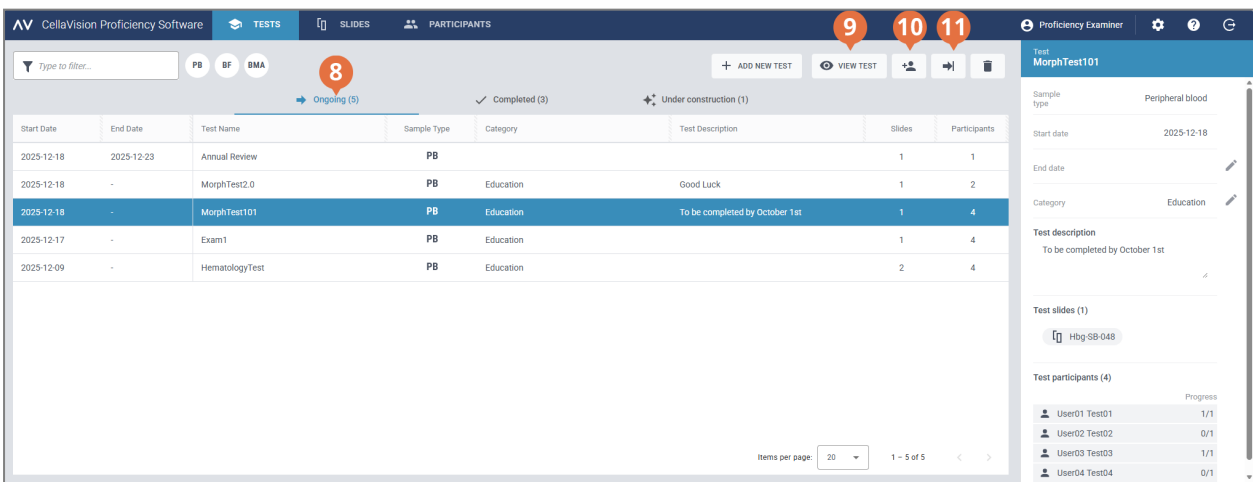 CellaVision Proficiency Software TESTS SLIDES PARTICIPANTS Proficiency Examiner
9 10 11
Type to filter... PB BF BMA ADD NEW TEST VIEW TEST
8
Ongoing (5) Completed (3) Under construction (1)
Start Date End Date Test Name Sample Type Category Test Description Slides Participants
2025-12-18 2025-12-23 Annual Review PB 1 1
2025-12-18 - MorphTest2.0 PB Education Good Luck 1 2
2025-12-18 - MorphTest101 PB Education To be completed by October 1st 1 4
2025-12-17 - Exam1 PB Education 1 4
2025-12-09 - HematologyTest PB Education 2 4
Items per page: 20 1 – 5 of 5
Test
MorphTest101
Sample type Peripheral blood
Start date 2025-12-18
End date
Category Education
Test description
To be completed by October 1st
Test slides (1)
Hbg-SB-048
Test participants (4)
Progress
User01 Test01 1/1
User02 Test02 0/1
User03 Test03 1/1
User04 Test04 0/1